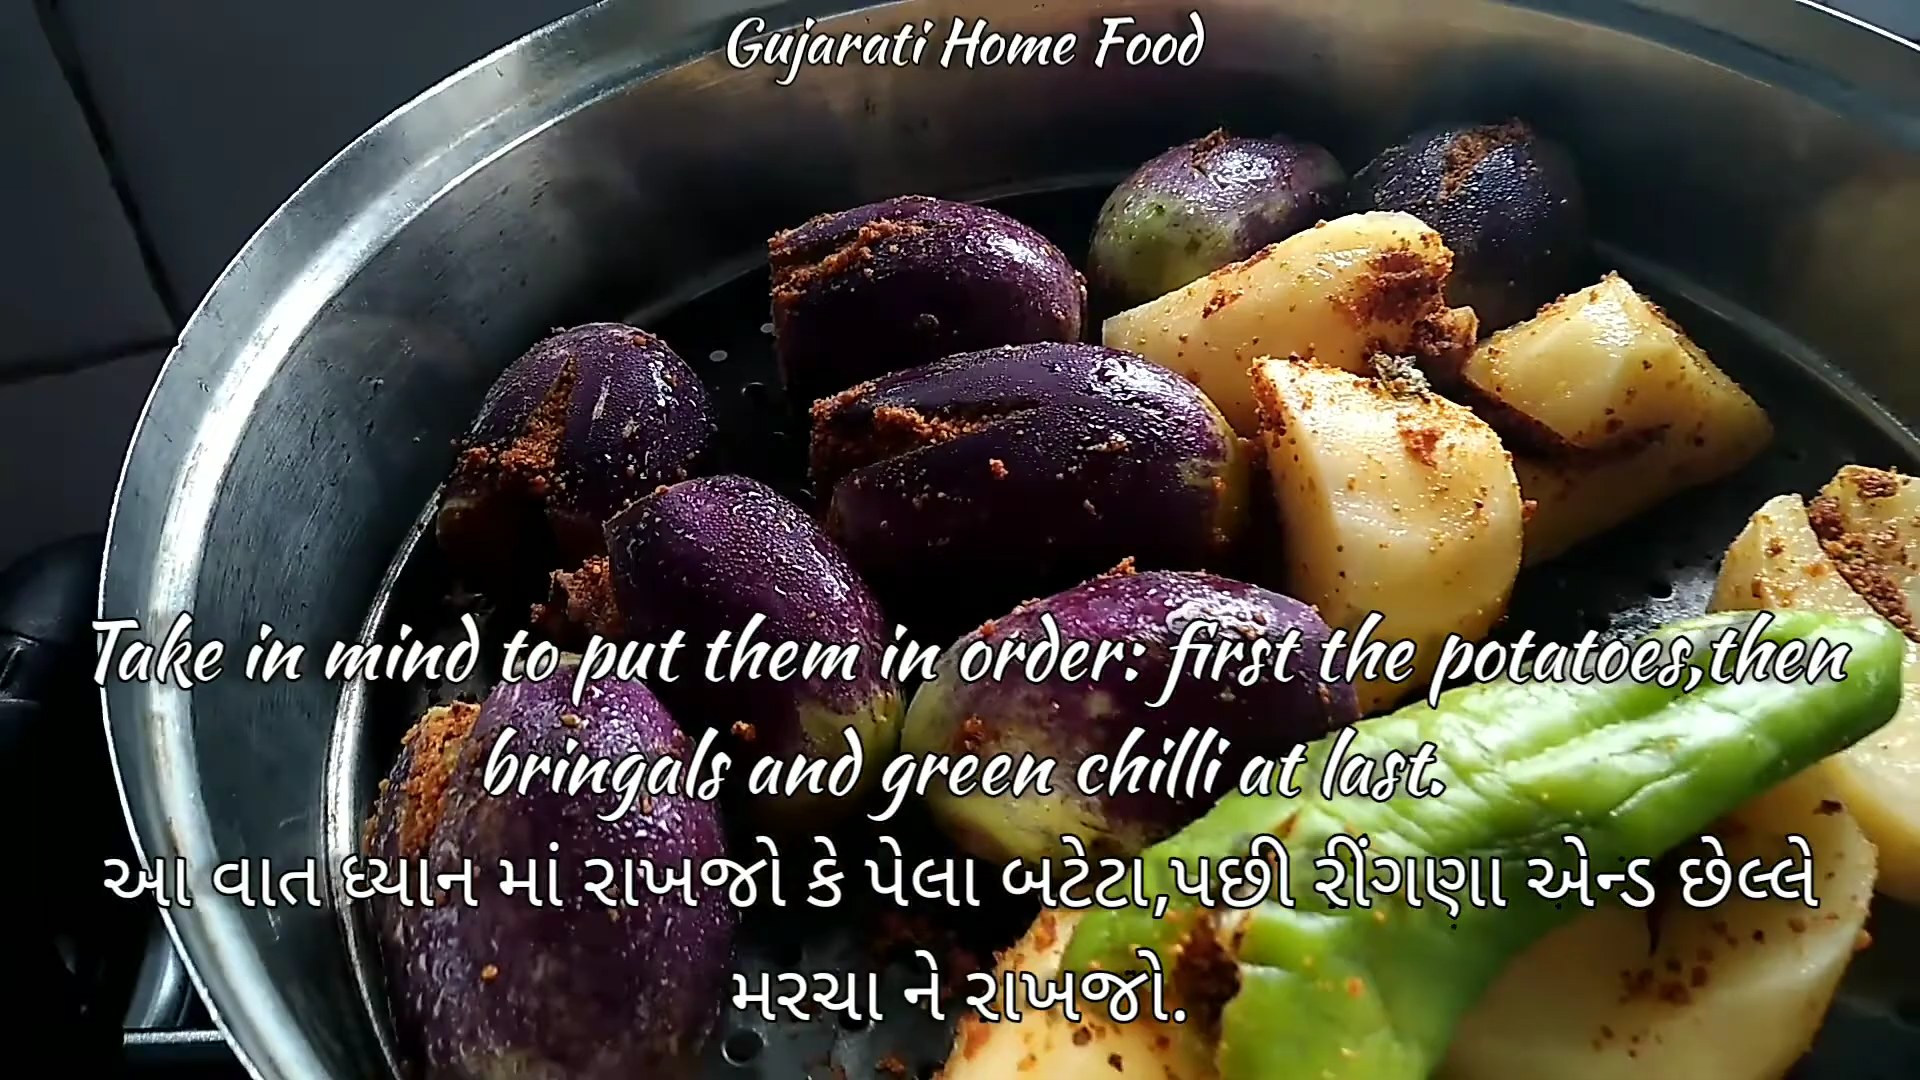 Gujarati Home Food
Take in mind to put them in order: first the potatoes,then
bringals and green chilli at last.
આ વાત ધ્યાન માં રાખજો કે પેલા બટેટા,પછી રીંગણા એન્ડ છેલ્લે
મરચા ને રાખજો.